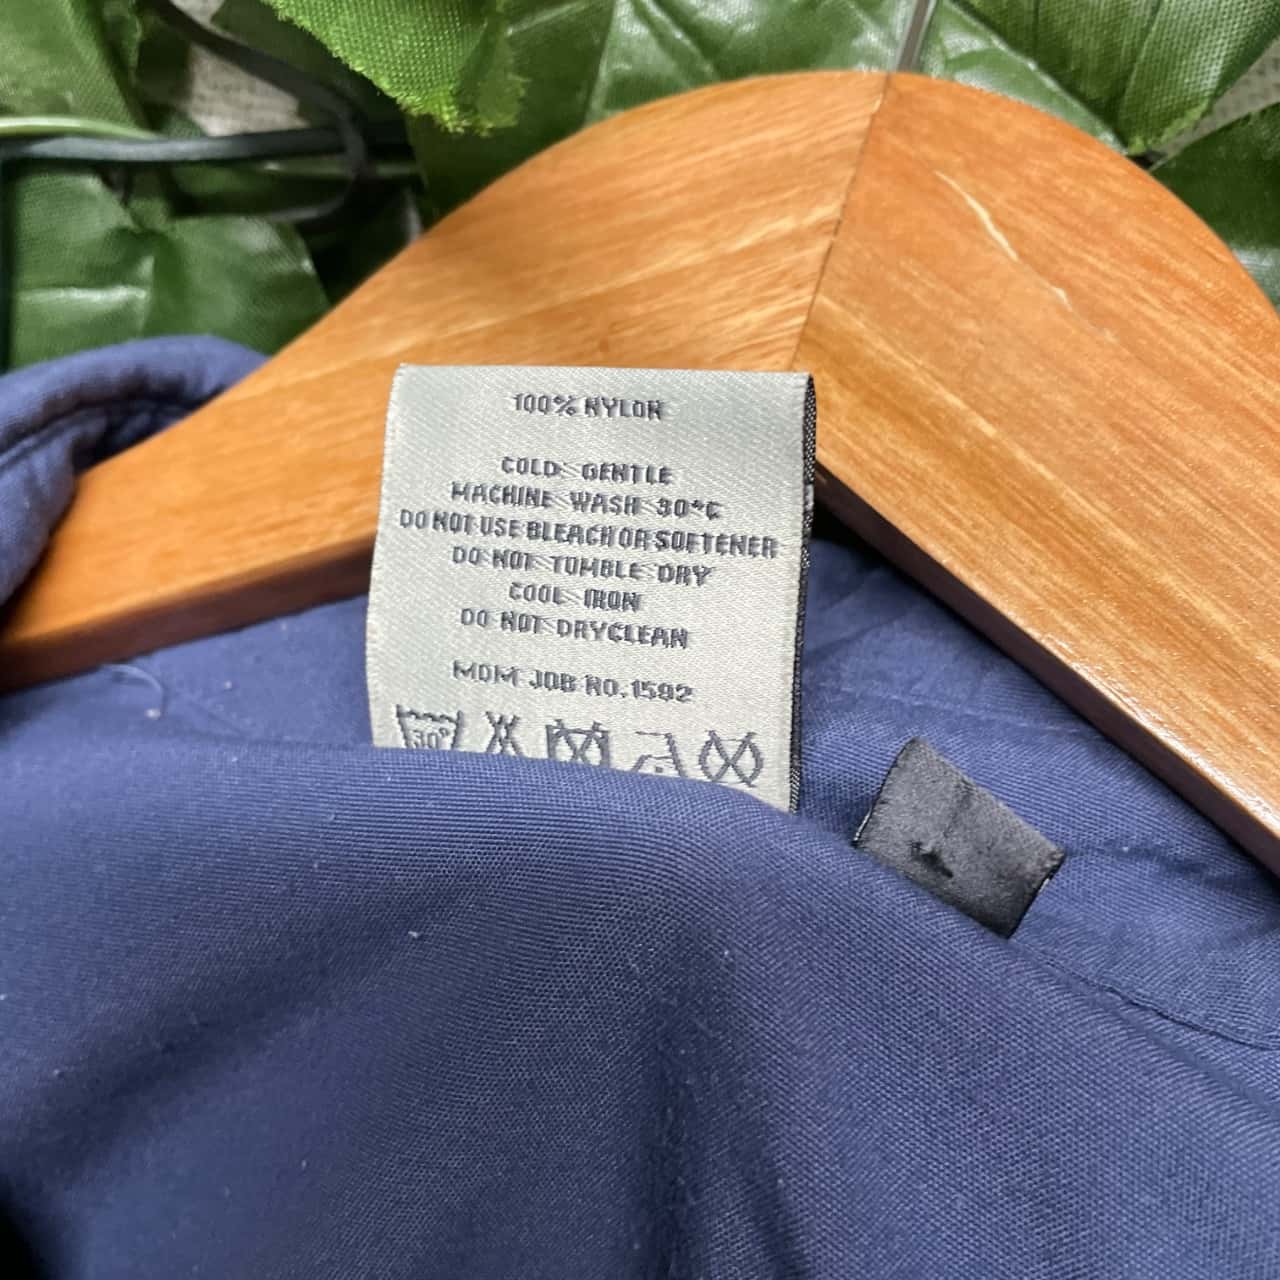 100% NYLON
COLD GENTLE
MACHINE WASH 30°C
DO NOT USE BLEACH OR SOFTENER
DO NOT TUMBLE DRY
COOL IRON
DO NOT DRYCLEAN
MDM JOB NO.1592
30°